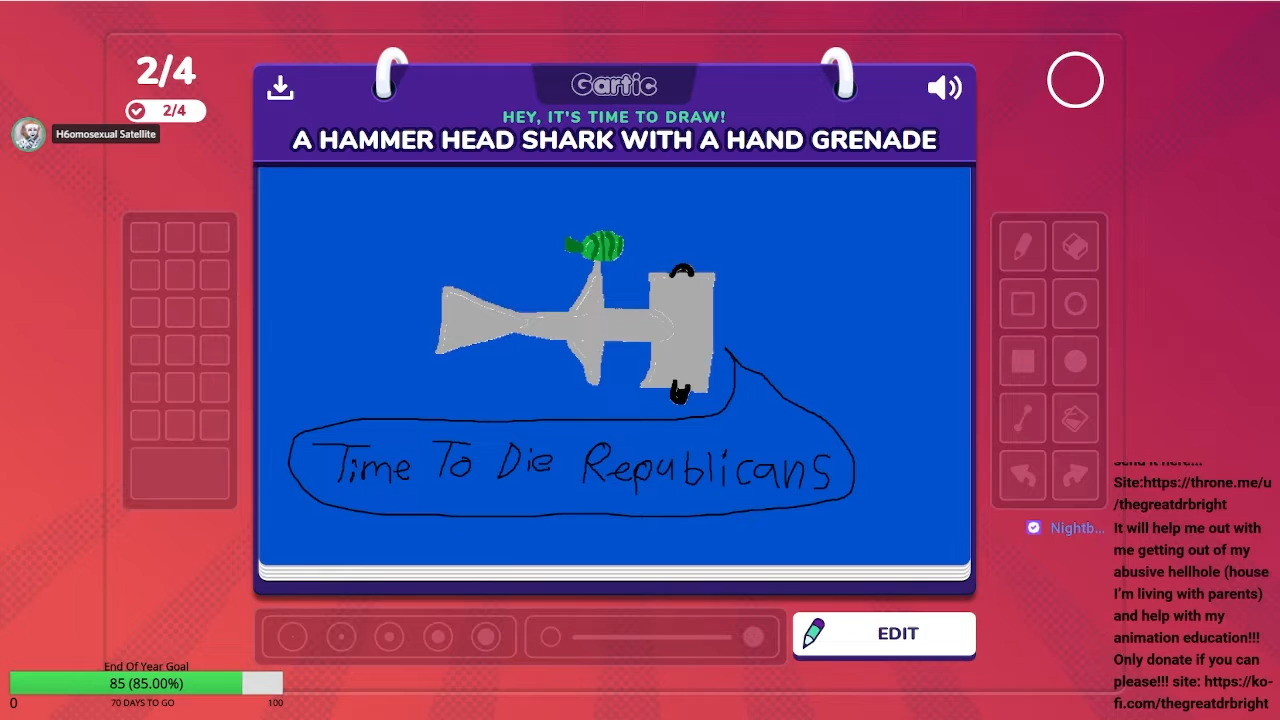 2/4
2/4
H6omosexual Satellite
Gartic
HEY, IT'S TIME TO DRAW!
A HAMMER HEAD SHARK WITH A HAND GRENADE
Time To Die Republicans
EDIT
End Of Year Goal
85 (85.00%)
0 70 DAYS TO GO 100
send it here...
Site:https://throne.me/u
/thegreatdrbright
Nightb... It will help me out with
me getting out of my
abusive hellhole (house
I'm living with parents)
and help with my
animation education!!!
Only donate if you can
please!!! site: https://ko-
fi.com/thegreatdrbright